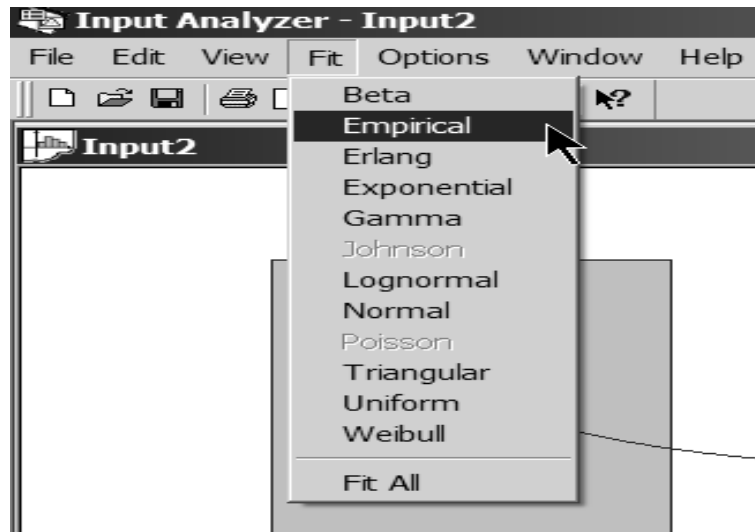 Input Analyzer - Input2
File Edit View Fit Options Window Help
Input2
Beta
Empirical
Erlang
Exponential
Gamma
Johnson
Lognormal
Normal
Poisson
Triangular
Uniform
Weibull
Fit All